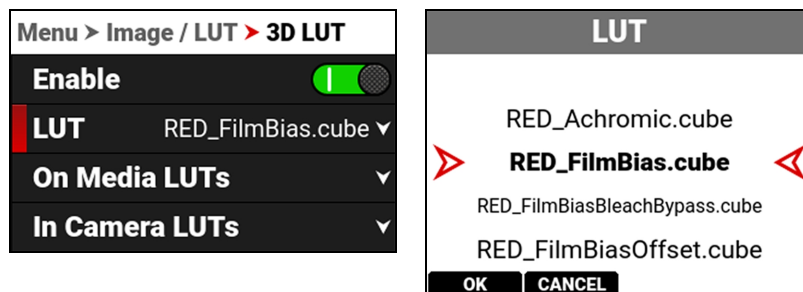 Menu > Image / LUT > 3D LUT
Enable
LUT RED_FilmBias.cube
On Media LUTs
In Camera LUTs
LUT
RED_Achromic.cube
RED_FilmBias.cube
RED_FilmBiasBleachBypass.cube
RED_FilmBiasOffset.cube
OK CANCEL